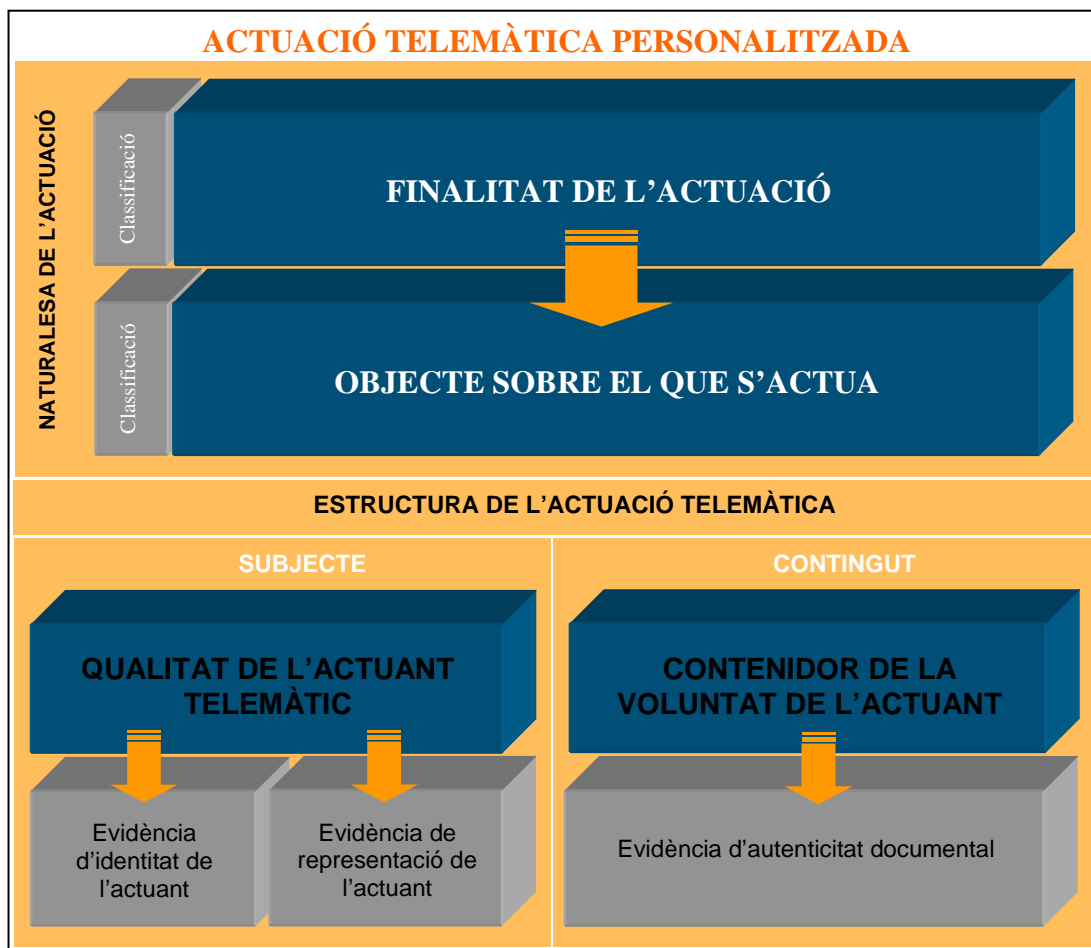 ACTUACIÓ TELEMÀTICA PERSONALITZADA
NATURALESA DE L’ACTUACIÓ
Classificació
FINALITAT DE L’ACTUACIÓ
Classificació
OBJECTE SOBRE EL QUE S’ACTUA
ESTRUCTURA DE L’ACTUACIÓ TELEMÀTICA
SUBJECTE
QUALITAT DE L’ACTUANT
TELEMÀTIC
Evidència
d’identitat de
l’actuant
Evidència de
representació de
l’actuant
CONTINGUT
CONTENIDOR DE LA
VOLUNTAT DE L’ACTUANT
Evidència d’autenticitat documental